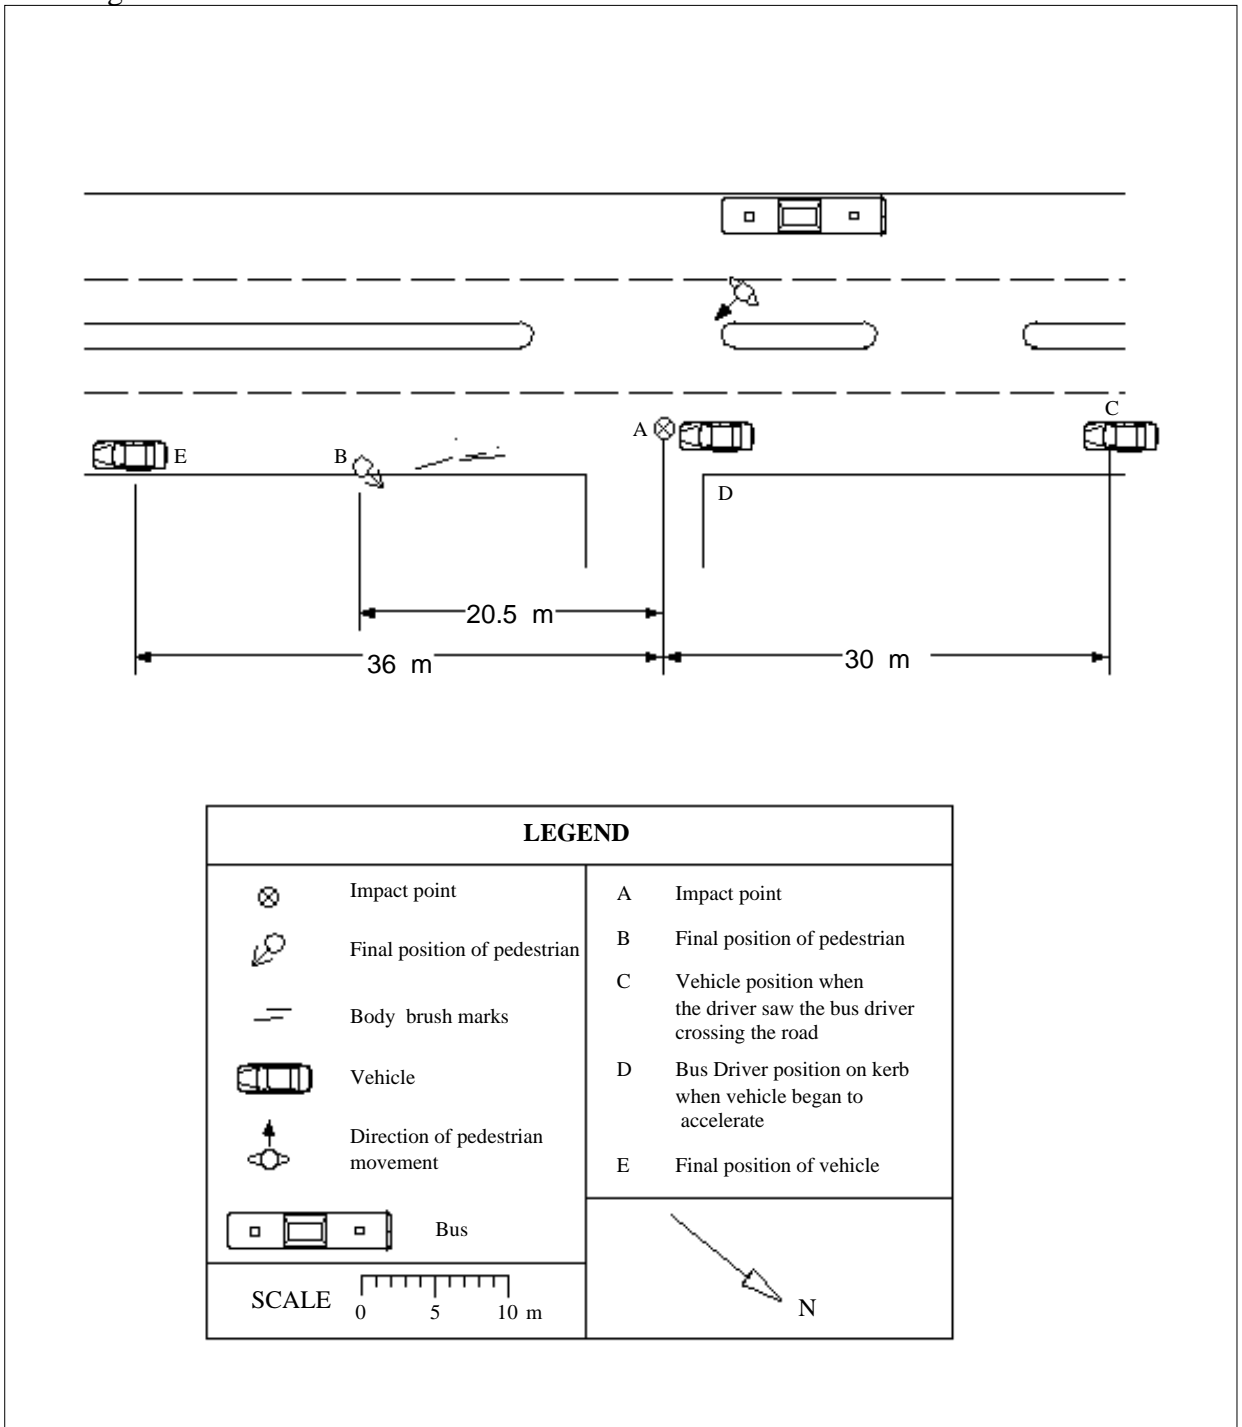 C
A
E
B
D
20.5 m
36 m
30 m
LEGEND
Impact point
Final position of pedestrian
Body brush marks
Vehicle
Direction of pedestrian
movement
Bus
SCALE
0 5 10 m
A Impact point
B Final position of pedestrian
C Vehicle position when
the driver saw the bus driver
crossing the road
D Bus Driver position on kerb
when vehicle began to
accelerate
E Final position of vehicle
N